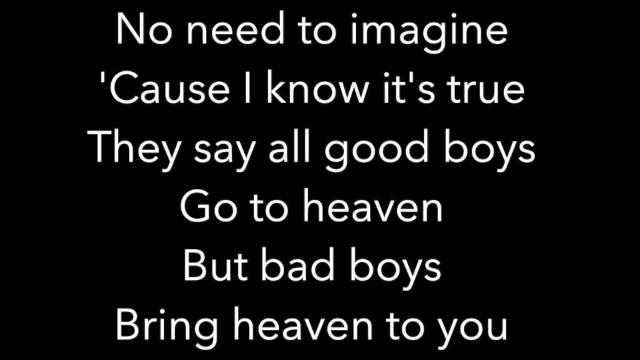 No need to imagine
'Cause I know it's true
They say all good boys
Go to heaven
But bad boys
Bring heaven to you